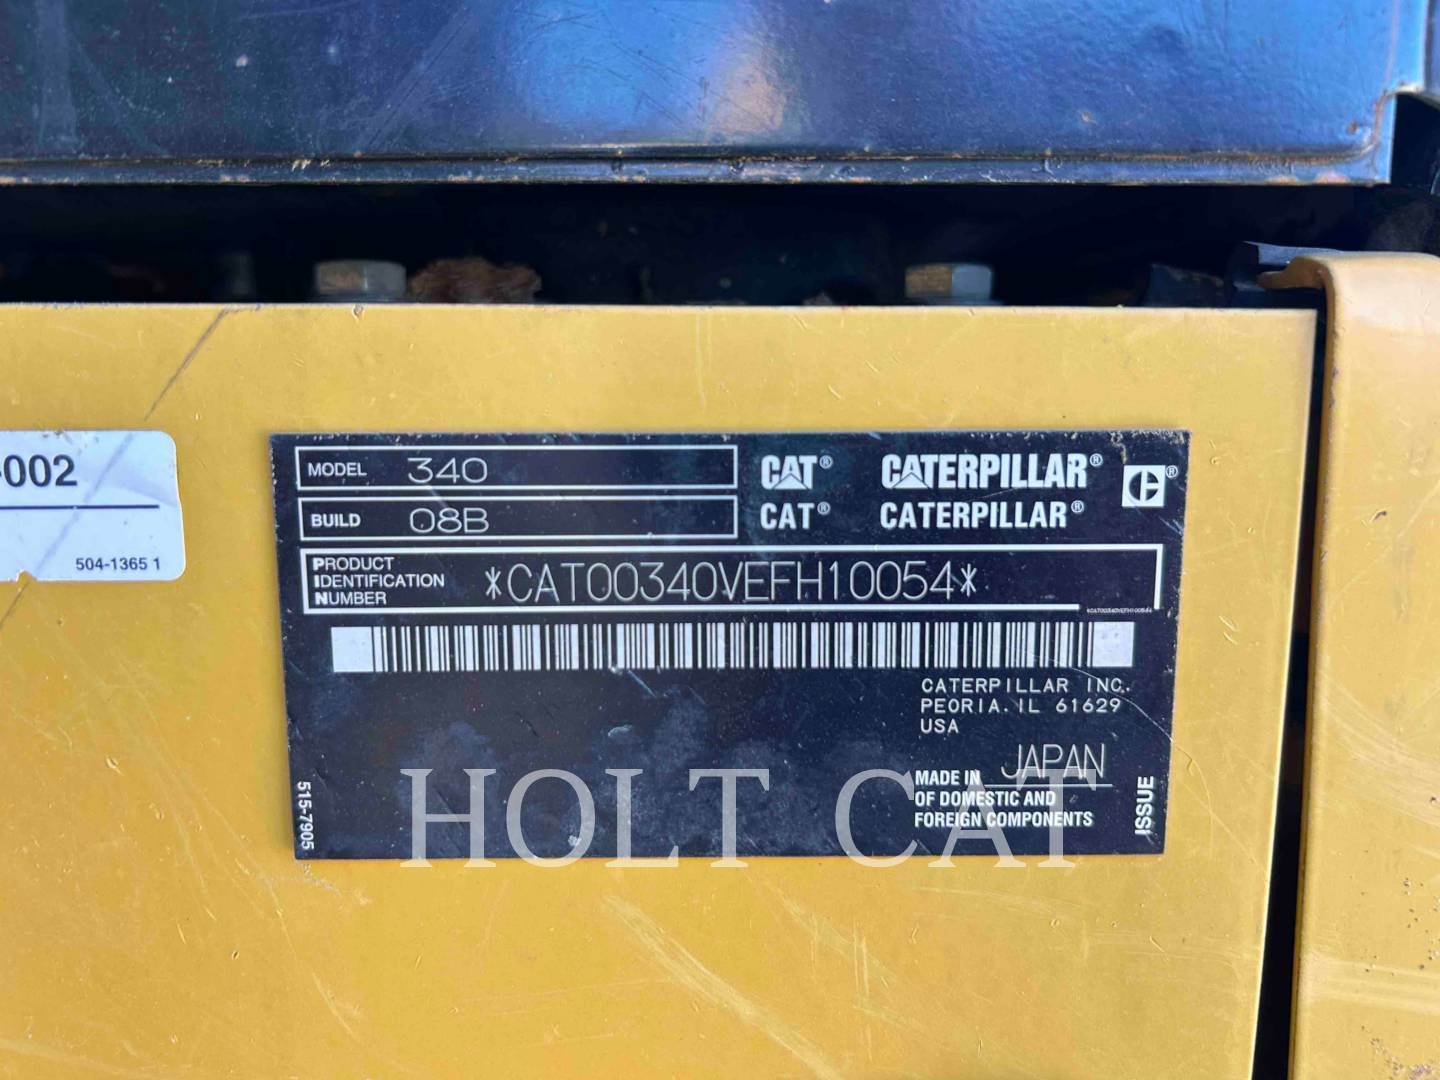 -002
504-1365 1
MODEL 340
BUILD 08B
CAT® CATERPILLAR®
CAT® CATERPILLAR®
PRODUCT
IDENTIFICATION
NUMBER
*CAT00340VEFH10054*
*CAT00340VEFH10054*
CATERPILLAR INC.
PEORIA, IL 61629
USA
MADE IN JAPAN
OF DOMESTIC AND
FOREIGN COMPONENTS
515-7905
ISSUE
HOLT CAT